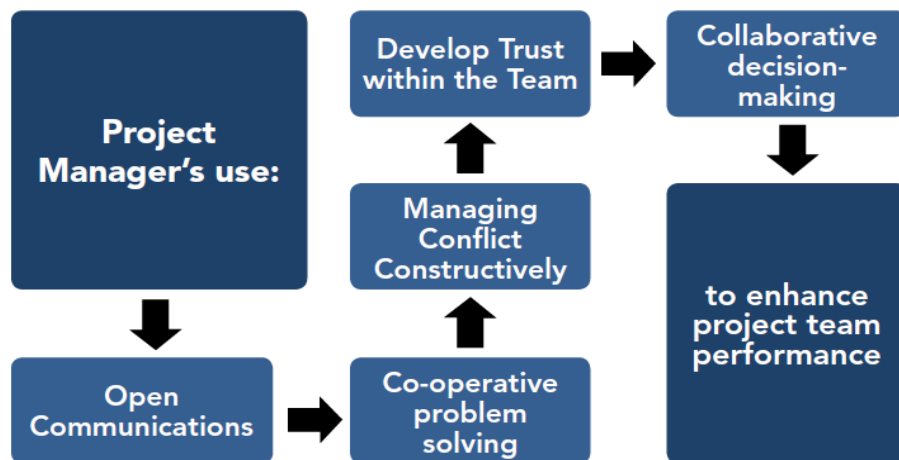 Project
Manager's use:
Open
Communications
Co-operative
problem
solving
Managing
Conflict
Constructively
Develop Trust
within the Team
Collaborative
decision-
making
to enhance
project team
performance